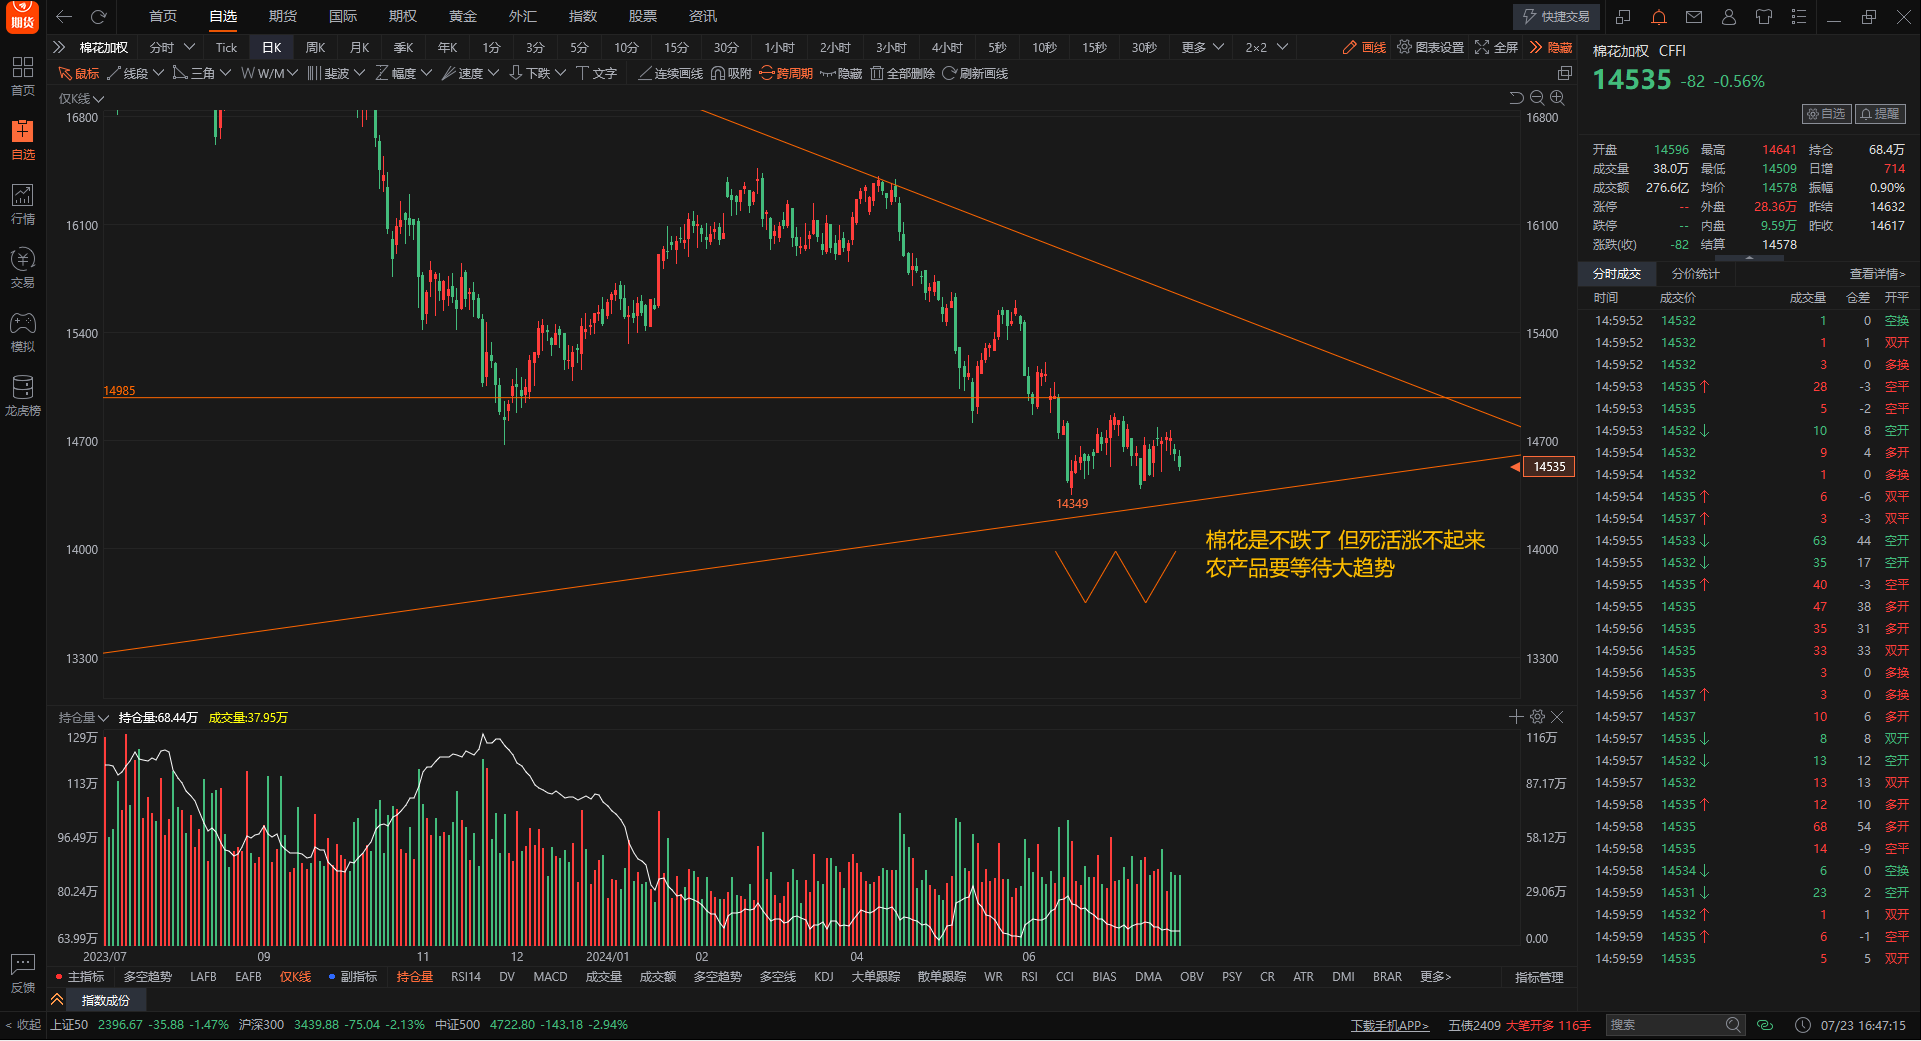 期货 首页 自选 期货 国际 期权 黄金 外汇 指数 股票 资讯 快捷交易
棉花加权 分时 Tick 日K 周K 月K 季K 年K 1分 3分 5分 10分 15分 30分 1小时 2小时 3小时 4小时 5秒 10秒 15秒 30秒 更多 2×2 画线 图表设置 全屏 隐藏
鼠标 线段 三角 W/M 斐波 幅度 速度 下跌 文字 连续画线 吸附 跨周期 隐藏 全部删除 刷新画线
首页
自选
行情
交易
模拟
龙虎榜
反馈
仅K线
16800 16800
16100 16100
15400 15400
14985
14700 14700
14535
14349
14000 14000
13300 13300
棉花是不跌了 但死活涨不起来
农产品要等待大趋势
持仓量 持仓量:68.44万 成交量:37.95万
129万 116万
113万 87.17万
96.49万 58.12万
80.24万 29.06万
63.99万 0.00
2023/07 09 11 12 2024/01 02 04 06
主指标 多空趋势 LAFB EAFB 仅K线 副指标 持仓量 RSI14 DV MACD 成交量 成交额 多空趋势 多空线 KDJ 大单跟踪 散单跟踪 WR RSI CCI BIAS DMA OBV PSY CR ATR DMI BRAR 更多> 指标管理
指数成份
棉花加权 CFFI
14535 -82 -0.56%
自选 提醒
开盘 14596 最高 14641 持仓 68.4万
成交量 38.0万 最低 14509 日增 714
成交额 276.6亿 均价 14578 振幅 0.90%
涨停 -- 外盘 28.36万 昨结 14632
跌停 -- 内盘 9.59万 昨收 14617
涨跌(收) -82 结算 14578
分时成交 分价统计 查看详情>
时间 成交价 成交量 仓差 开平
14:59:52 14532 1 0 空换
14:59:52 14532 1 1 双开
14:59:52 14532 3 0 多换
14:59:53 14535↑ 28 -3 空平
14:59:53 14535 5 -2 空平
14:59:53 14532↓ 10 8 空开
14:59:54 14532 9 4 多开
14:59:54 14532 1 0 多换
14:59:54 14535↑ 6 -6 双平
14:59:54 14537↑ 3 -3 双平
14:59:55 14533↓ 63 44 空开
14:59:55 14532↓ 35 17 空开
14:59:55 14535↑ 40 -3 空平
14:59:55 14535 47 38 多开
14:59:56 14535 35 31 多开
14:59:56 14535 33 33 双开
14:59:56 14535 3 0 多换
14:59:56 14537↑ 3 0 多换
14:59:57 14537 10 6 多开
14:59:57 14535↓ 8 8 双开
14:59:57 14532↓ 13 12 空开
14:59:57 14532 13 13 双开
14:59:58 14535↑ 12 10 多开
14:59:58 14535 68 54 多开
14:59:58 14535 14 -9 空平
14:59:58 14534↓ 6 0 空换
14:59:59 14531↓ 23 2 空开
14:59:59 14532↑ 1 1 双开
14:59:59 14535↑ 6 -1 空平
14:59:59 14535 5 5 双开
< 收起 上证50 2396.67 -35.88 -1.47% 沪深300 3439.88 -75.04 -2.13% 中证500 4722.80 -143.18 -2.94% 下载手机APP> 五债2409 大笔开多 116手 搜索 07/23 16:47:15